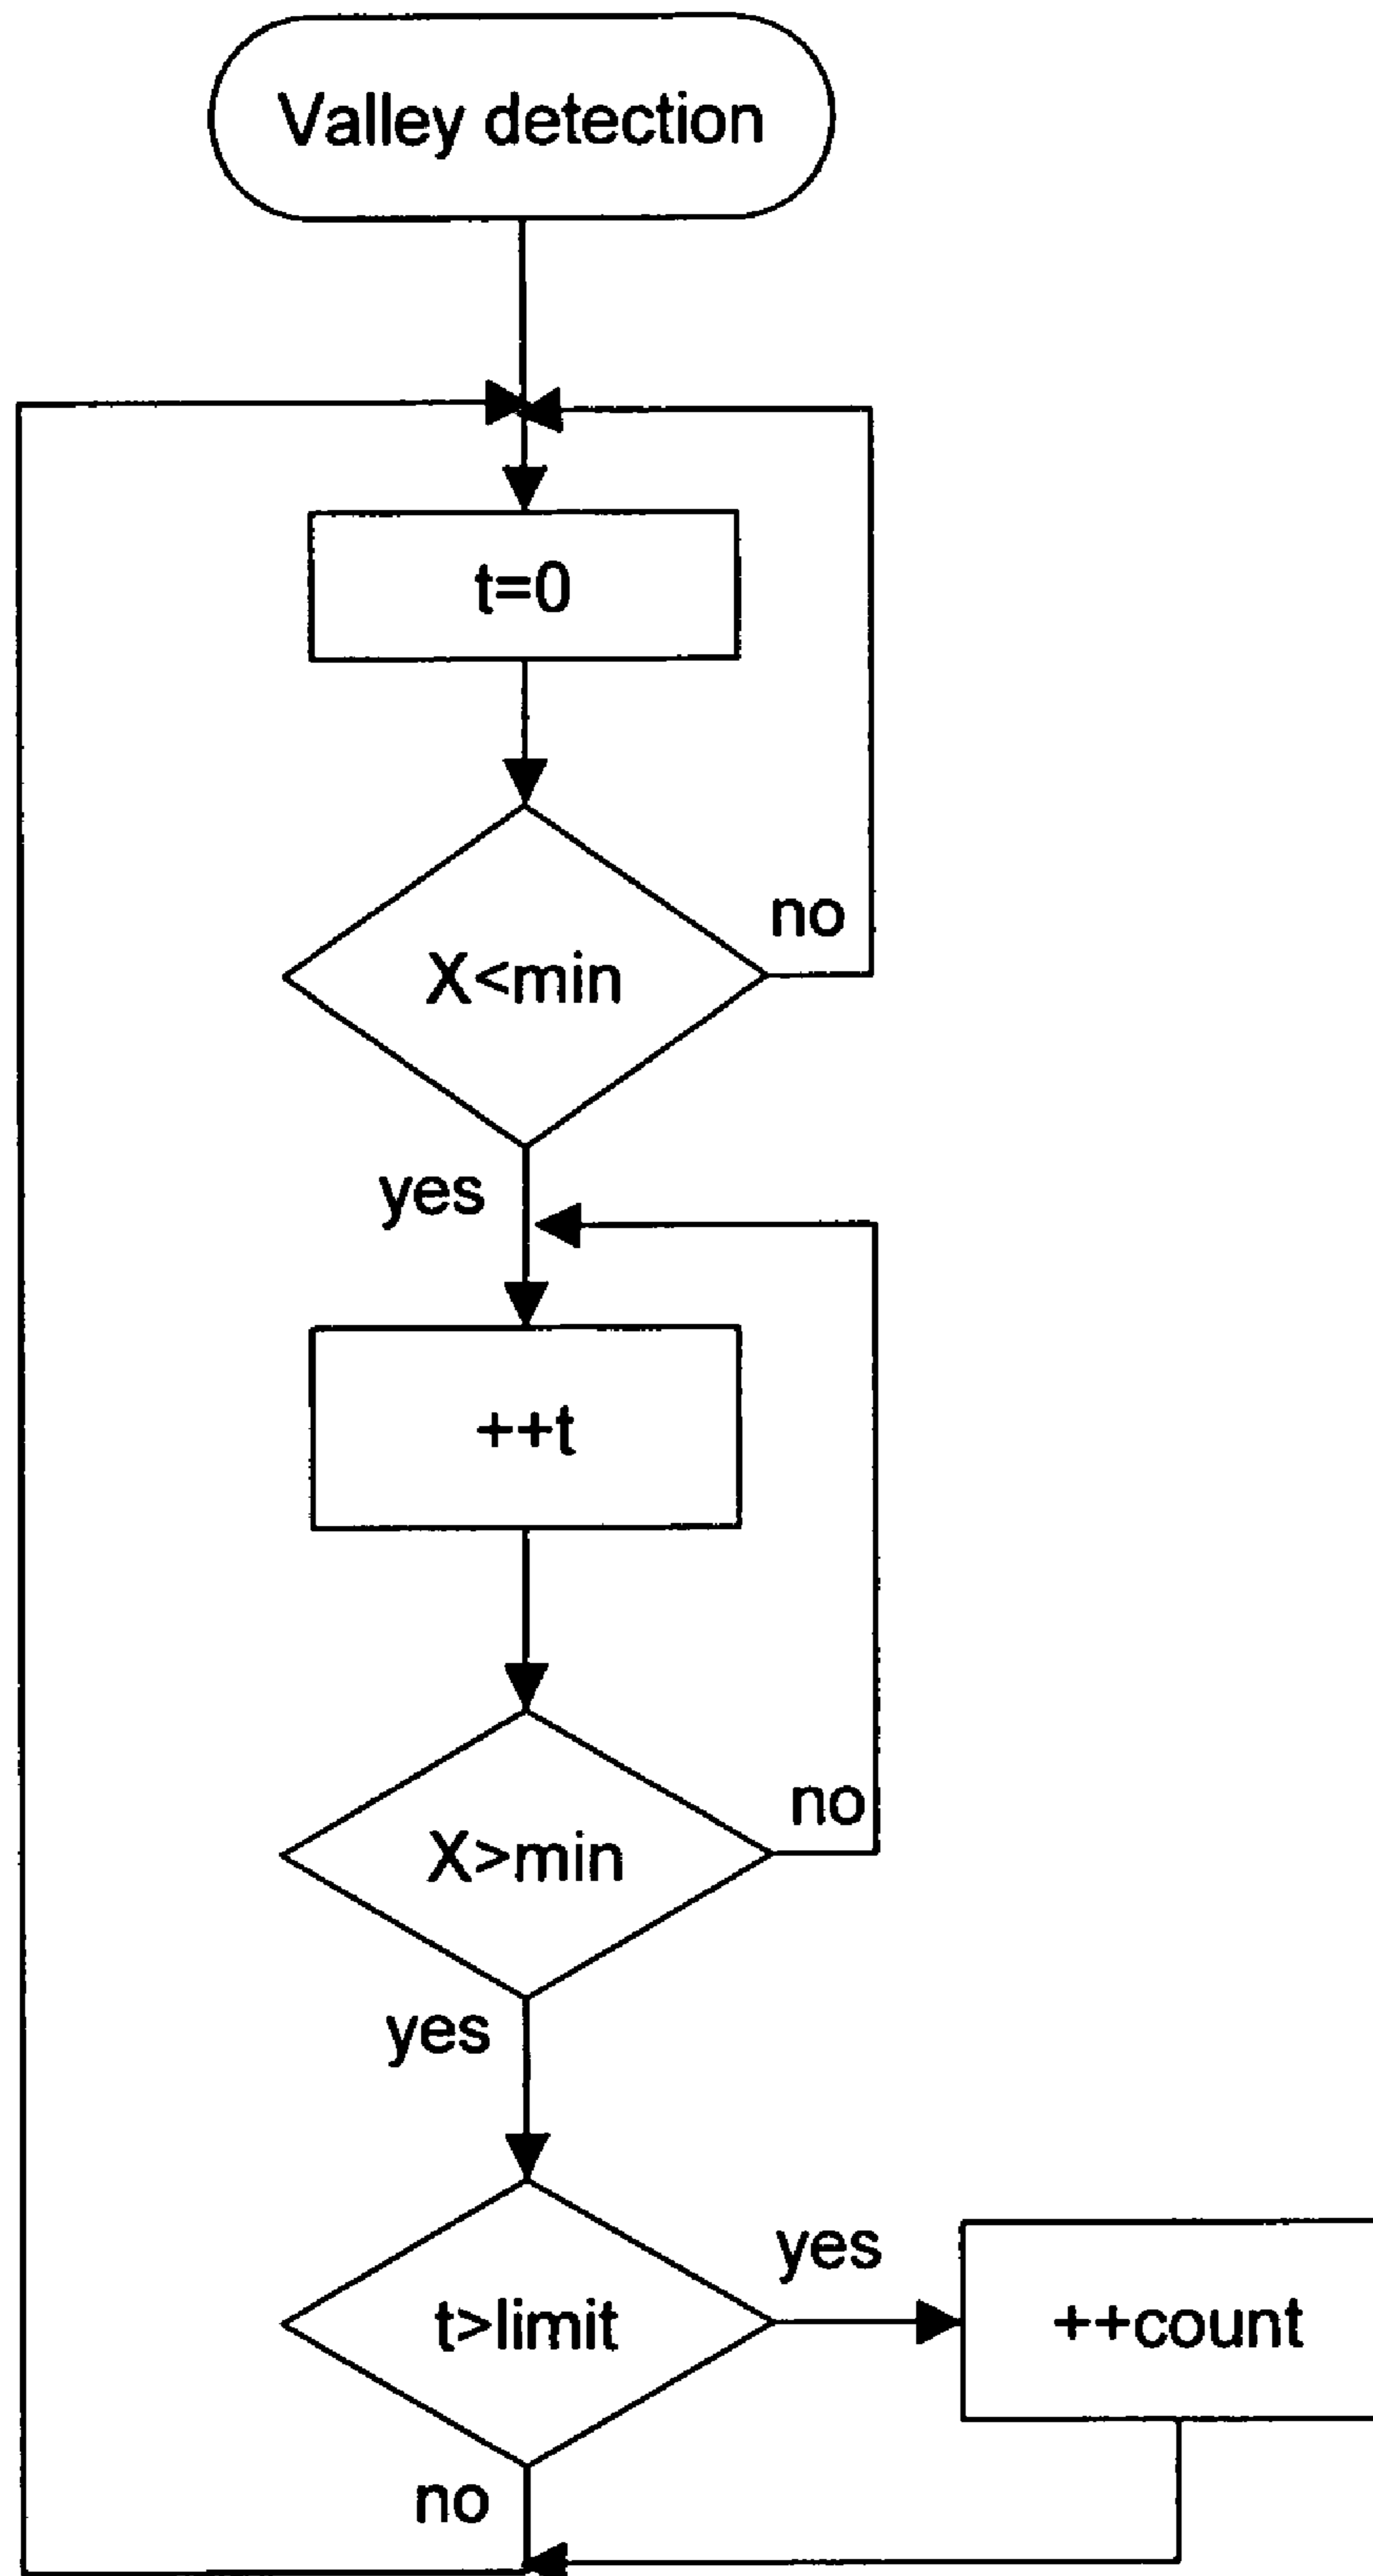 Valley detection
t=0
X<min
no
yes
++t
X>min
no
yes
t>limit
yes
++count
no